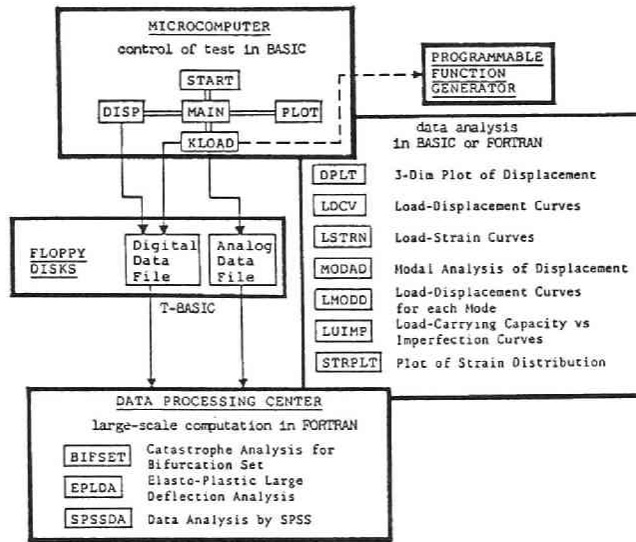 MICROCOMPUTER
control of test in BASIC
START
DISP
MAIN
PLOT
KLOAD
PROGRAMMABLE
FUNCTION
GENERATOR
data analysis
in BASIC or FORTRAN
DPLT 3-Dim Plot of Displacement
LDCV Load-Displacement Curves
LSTRN Load-Strain Curves
MODAD Modal Analysis of Displacement
LMODD Load-Displacement Curves
for each Mode
LUIMP Load-Carrying Capacity vs
Imperfection Curves
STRPLT Plot of Strain Distribution
FLOPPY
DISKS
Digital
Data
File
Analog
Data
File
T-BASIC
DATA PROCESSING CENTER
large-scale computation in FORTRAN
BIFSET Catastrophe Analysis for
Bifurcation Set
EPLDA Elasto-Plastic Large
Deflection Analysis
SPSSDA Data Analysis by SPSS